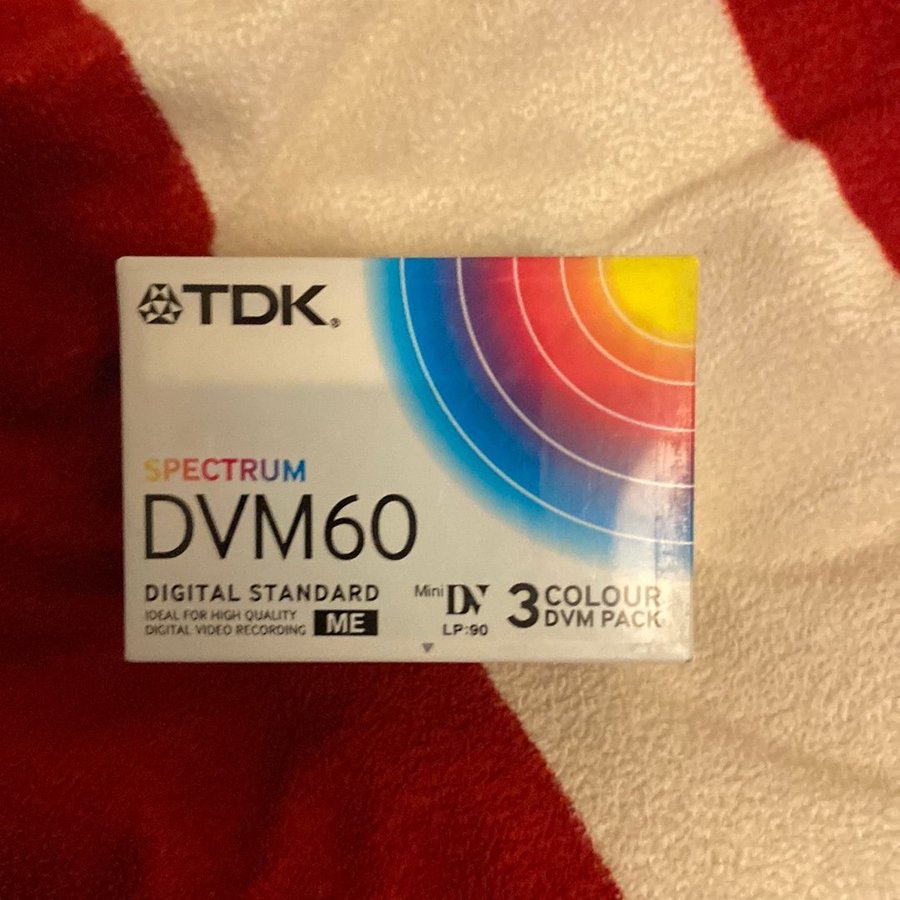 TDK®
SPECTRUM
DVM60
DIGITAL STANDARD
IDEAL FOR HIGH QUALITY
DIGITAL VIDEO RECORDING ME
Mini DV
LP:90
3 COLOUR
DVM PACK